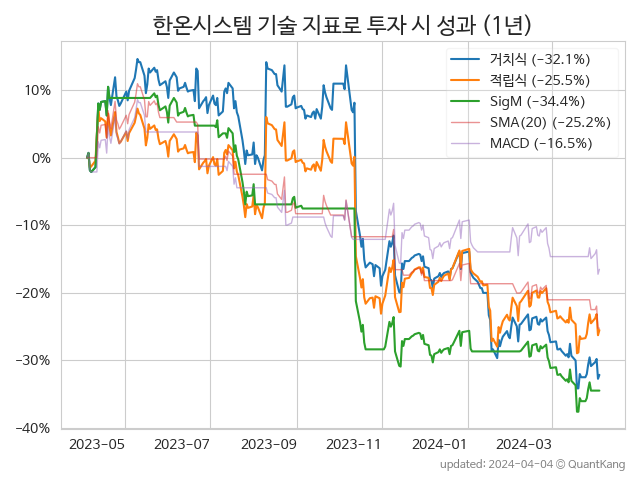 한온시스템 기술 지표로 투자 시 성과 (1년)
거치식 (−32.1%)
적립식 (−25.5%)
SigM (−34.4%)
SMA(20) (−25.2%)
MACD (−16.5%)
10%
0%
−10%
−20%
−30%
−40%
2023-05 2023-07 2023-09 2023-11 2024-01 2024-03
updated: 2024-04-04 © QuantKang